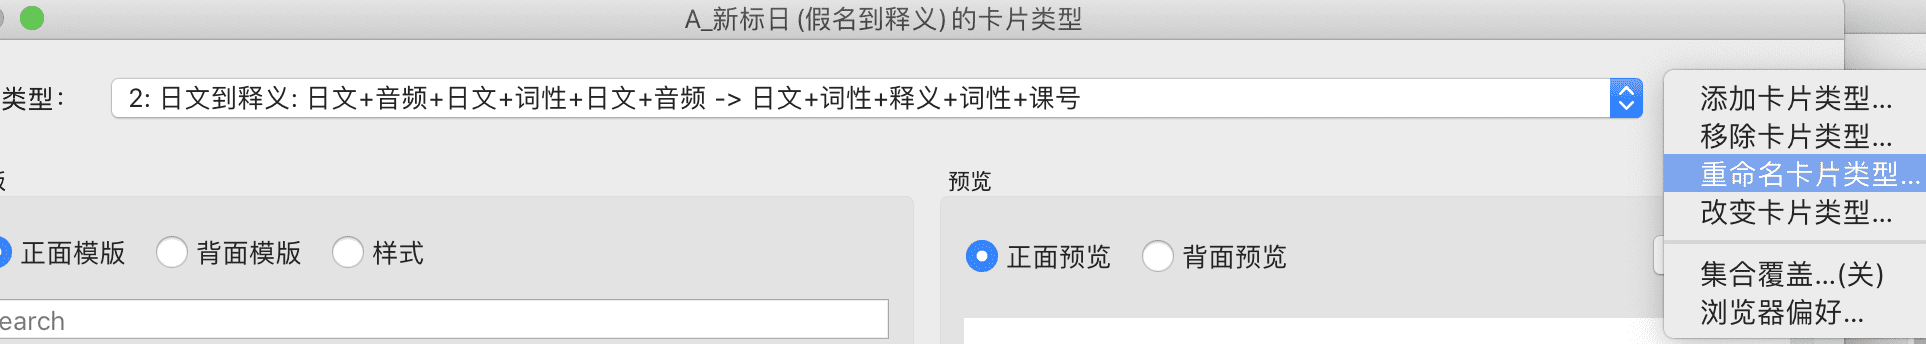 A_新标日 (假名到释义) 的卡片类型
类型：
2: 日文到释义: 日文+音频+日文+词性+日文+音频 -> 日文+词性+释义+词性+课号
添加卡片类型...
移除卡片类型...
重命名卡片类型...
改变卡片类型...
集合覆盖...(关)
浏览器偏好...
预览
正面模版
背面模版
样式
正面预览
背面预览
earch